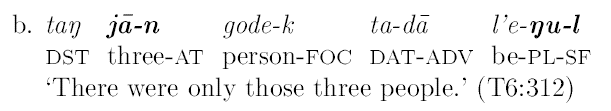 b. taŋ jā-n gode-k ta-dā l'e-ŋu-l
DST three-AT person-FOC DAT-ADV be-PL-SF
‘There were only those three people.’ (T6:312)